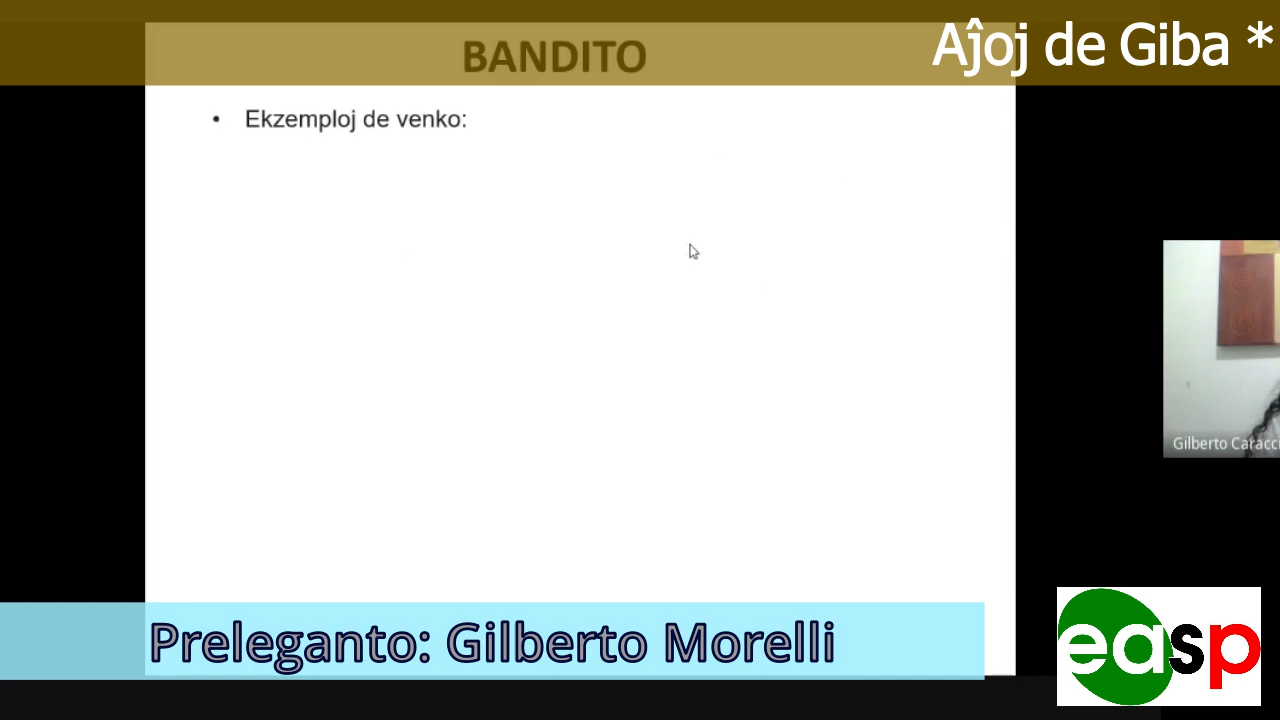 Aĵoj de Giba *
BANDITO
• Ekzemploj de venko:
Gilberto Caracci
Preleganto: Gilberto Morelli
easp